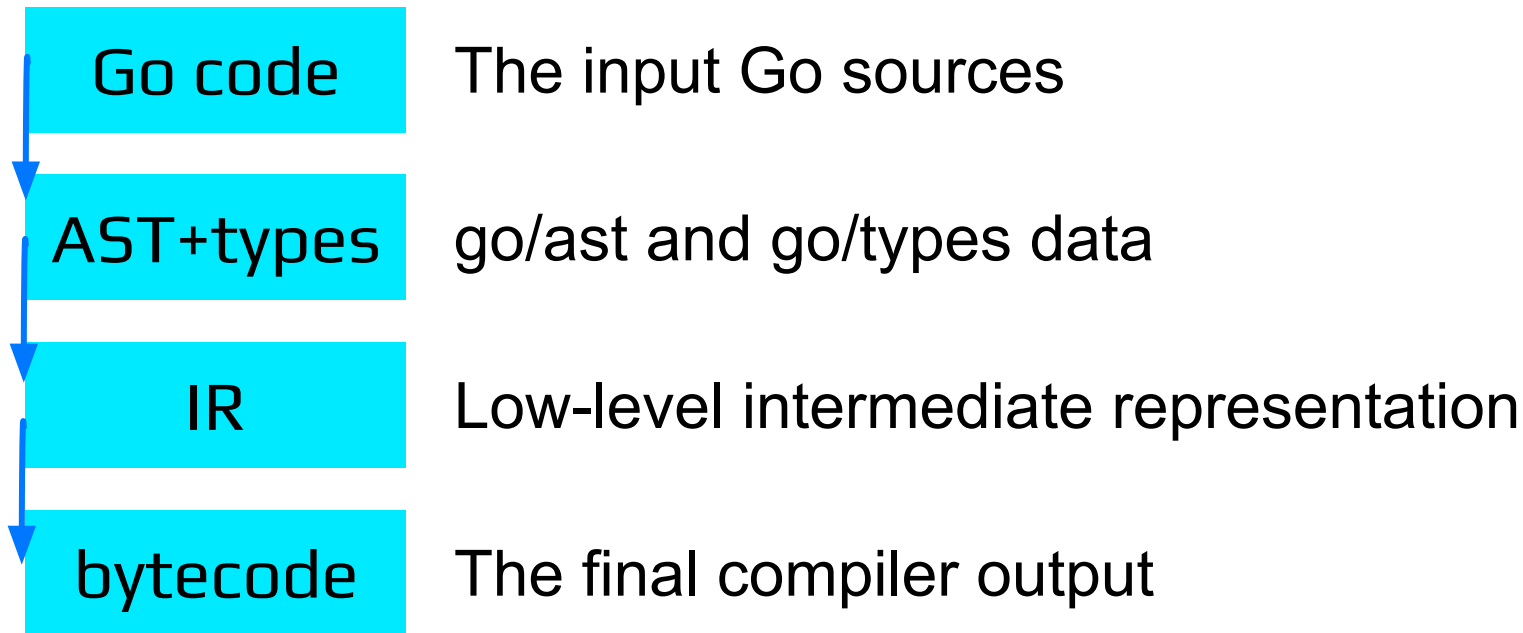 Go code
The input Go sources
AST+types
go/ast and go/types data
IR
Low-level intermediate representation
bytecode
The final compiler output